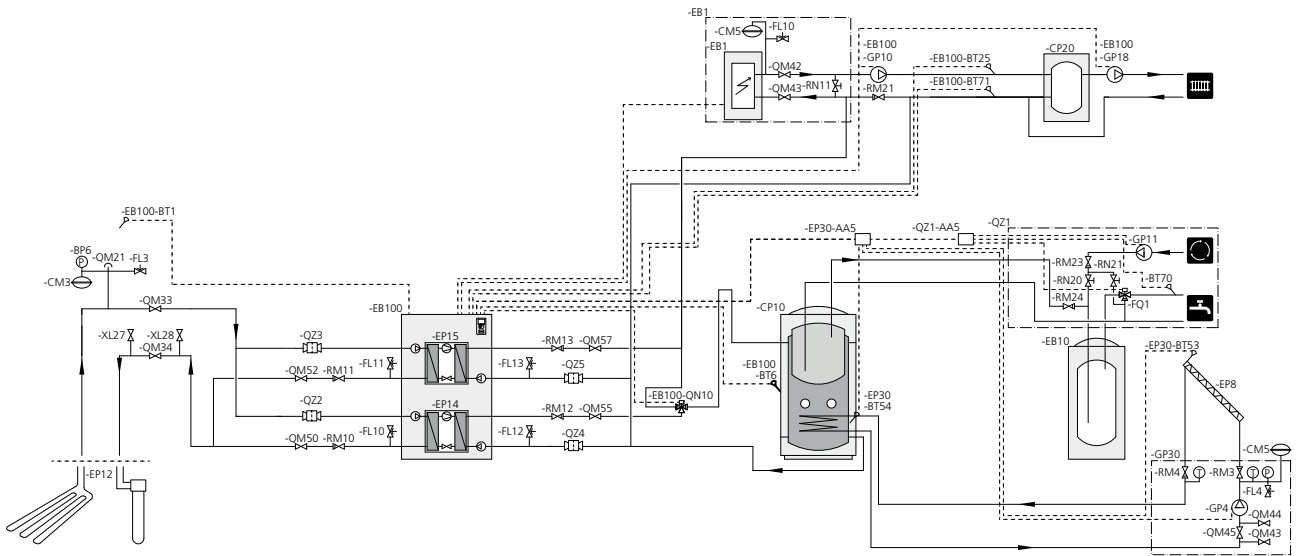 -EB1
-CM5
-FL10
-EB1
-QM42
-QM43
-RN11
-EB100
-GP10
-RM21
-EB100-BT25
-EB100-BT71
-CP20
-EB100
-GP18
-EB100-BT1
-BP6
P
-QM21
-FL3
-CM3
-QM33
-XL27
-XL28
-QM34
-EP12
-QZ3
-QM52
-RM11
-QZ2
-QM50
-RM10
-EB100
-FL11
-EP15
-FL13
-EP14
-FL10
-FL12
-RM13
-QM57
-QZ5
-RM12
-QM55
-QZ4
-EB100-QN10
-CP10
-EB100
-BT6
-EP30
-BT54
-EP30-AA5
-QZ1-AA5
-QZ1
-GP11
-RM23
-RN21
-RN20
-BT70
-RM24
-FQ1
-EB10
-EP30-BT53
-EP8
-GP30
-CM5
-RM4
T
-RM3
T
P
-FL4
-GP4
-QM44
-QM45
-QM43